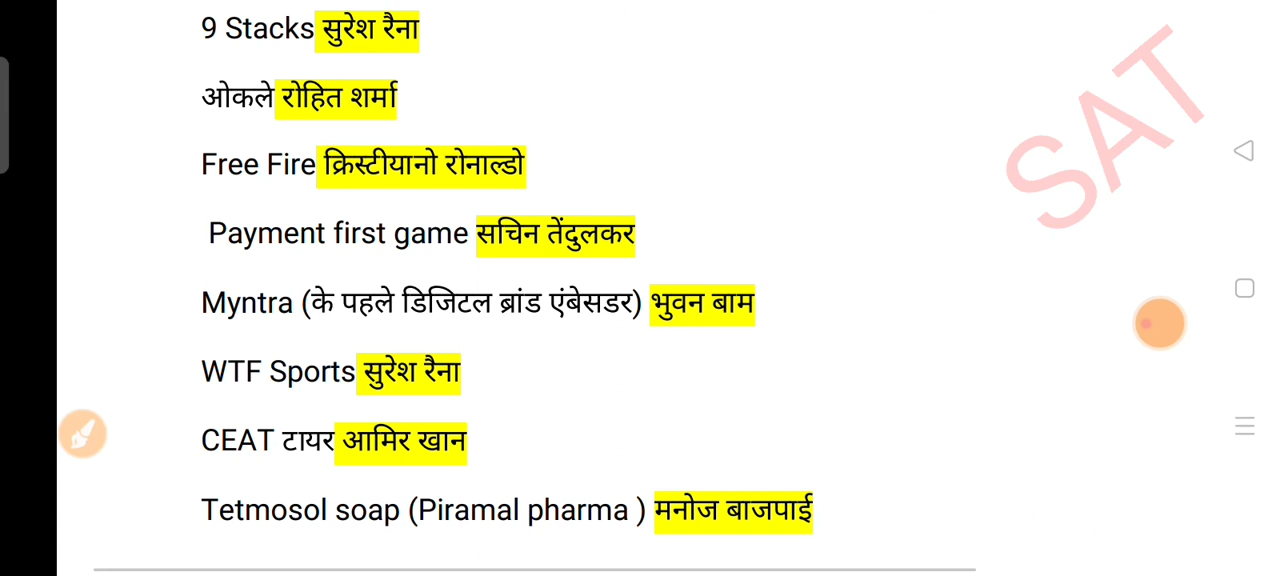 9 Stacks सुरेश रैना
ओकले रोहित शर्मा
Free Fire क्रिस्टीयानो रोनाल्डो
Payment first game सचिन तेंदुलकर
Myntra (के पहले डिजिटल ब्रांड एंबेसडर) भुवन बाम
WTF Sports सुरेश रैना
CEAT टायर आमिर खान
Tetmosol soap (Piramal pharma ) मनोज बाजपाई
SAT